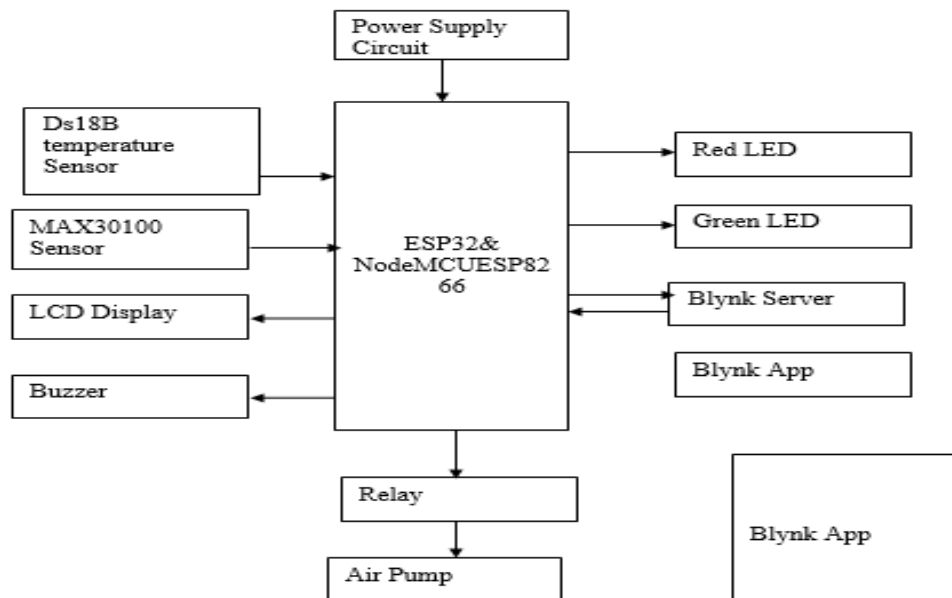 Power Supply
Circuit
Ds18B
temperature
Sensor
MAX30100
Sensor
LCD Display
Buzzer
ESP32&
NodeMCUESP82
66
Red LED
Green LED
Blynk Server
Blynk App
Relay
Air Pump
Blynk App